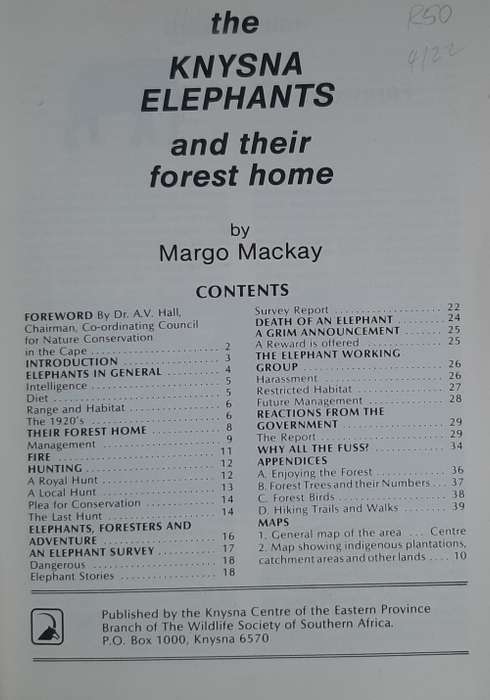 the
R50
KNYSNA
4/22
ELEPHANTS
and their
forest home
by
Margo Mackay
CONTENTS
FOREWORD By Dr. A.V. Hall,
Chairman, Co-ordinating Council
for Nature Conservation
in the Cape .................... 2
INTRODUCTION ............... 3
ELEPHANTS IN GENERAL ........ 4
Intelligence .................... 5
Diet .......................... 5
Range and Habitat ............. 6
The 1920's .................... 6
THEIR FOREST HOME ........... 8
Management .................. 9
FIRE ......................... 11
HUNTING ..................... 12
A Royal Hunt ................. 12
A Local Hunt ................. 13
Plea for Conservation .......... 14
The Last Hunt ................. 14
ELEPHANTS, FORESTERS AND
ADVENTURE .................. 16
AN ELEPHANT SURVEY .......... 17
Dangerous .................... 18
Elephant Stories ............... 18
Survey Report ................. 22
DEATH OF AN ELEPHANT ........ 24
A GRIM ANNOUNCEMENT ....... 25
A Reward is offered ............ 25
THE ELEPHANT WORKING
GROUP ....................... 26
Harassment ................... 26
Restricted Habitat .............. 27
Future Management ............ 28
REACTIONS FROM THE
GOVERNMENT ................. 29
The Report .................... 29
WHY ALL THE FUSS? ............ 34
APPENDICES
A. Enjoying the Forest .......... 36
B. Forest Trees and their Numbers ... 37
C. Forest Birds ................. 38
D. Hiking Trails and Walks ....... 39
MAPS
1. General map of the area ... Centre
2. Map showing indigenous plantations,
catchment areas and other lands .... 10
Published by the Knysna Centre of the Eastern Province
Branch of The Wildlife Society of Southern Africa.
P.O. Box 1000, Knysna 6570